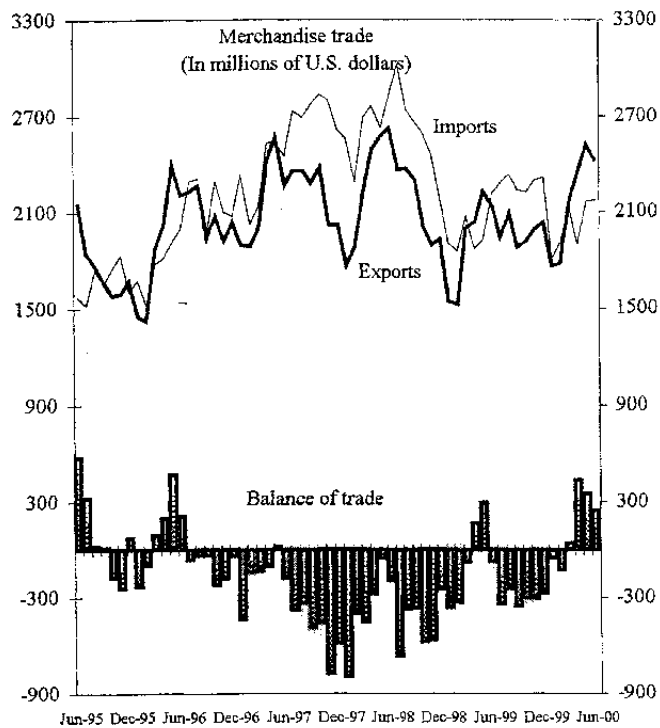 Merchandise trade
(In millions of U.S. dollars)
3300
2700
2100
1500
900
300
-300
-900
3300
2700
2100
1500
900
300
-300
-900
Imports
Exports
Balance of trade
Jun-95 Dec-95 Jun-96 Dec-96 Jun-97 Dec-97 Jun-98 Dec-98 Jun-99 Dec-99 Jun-00